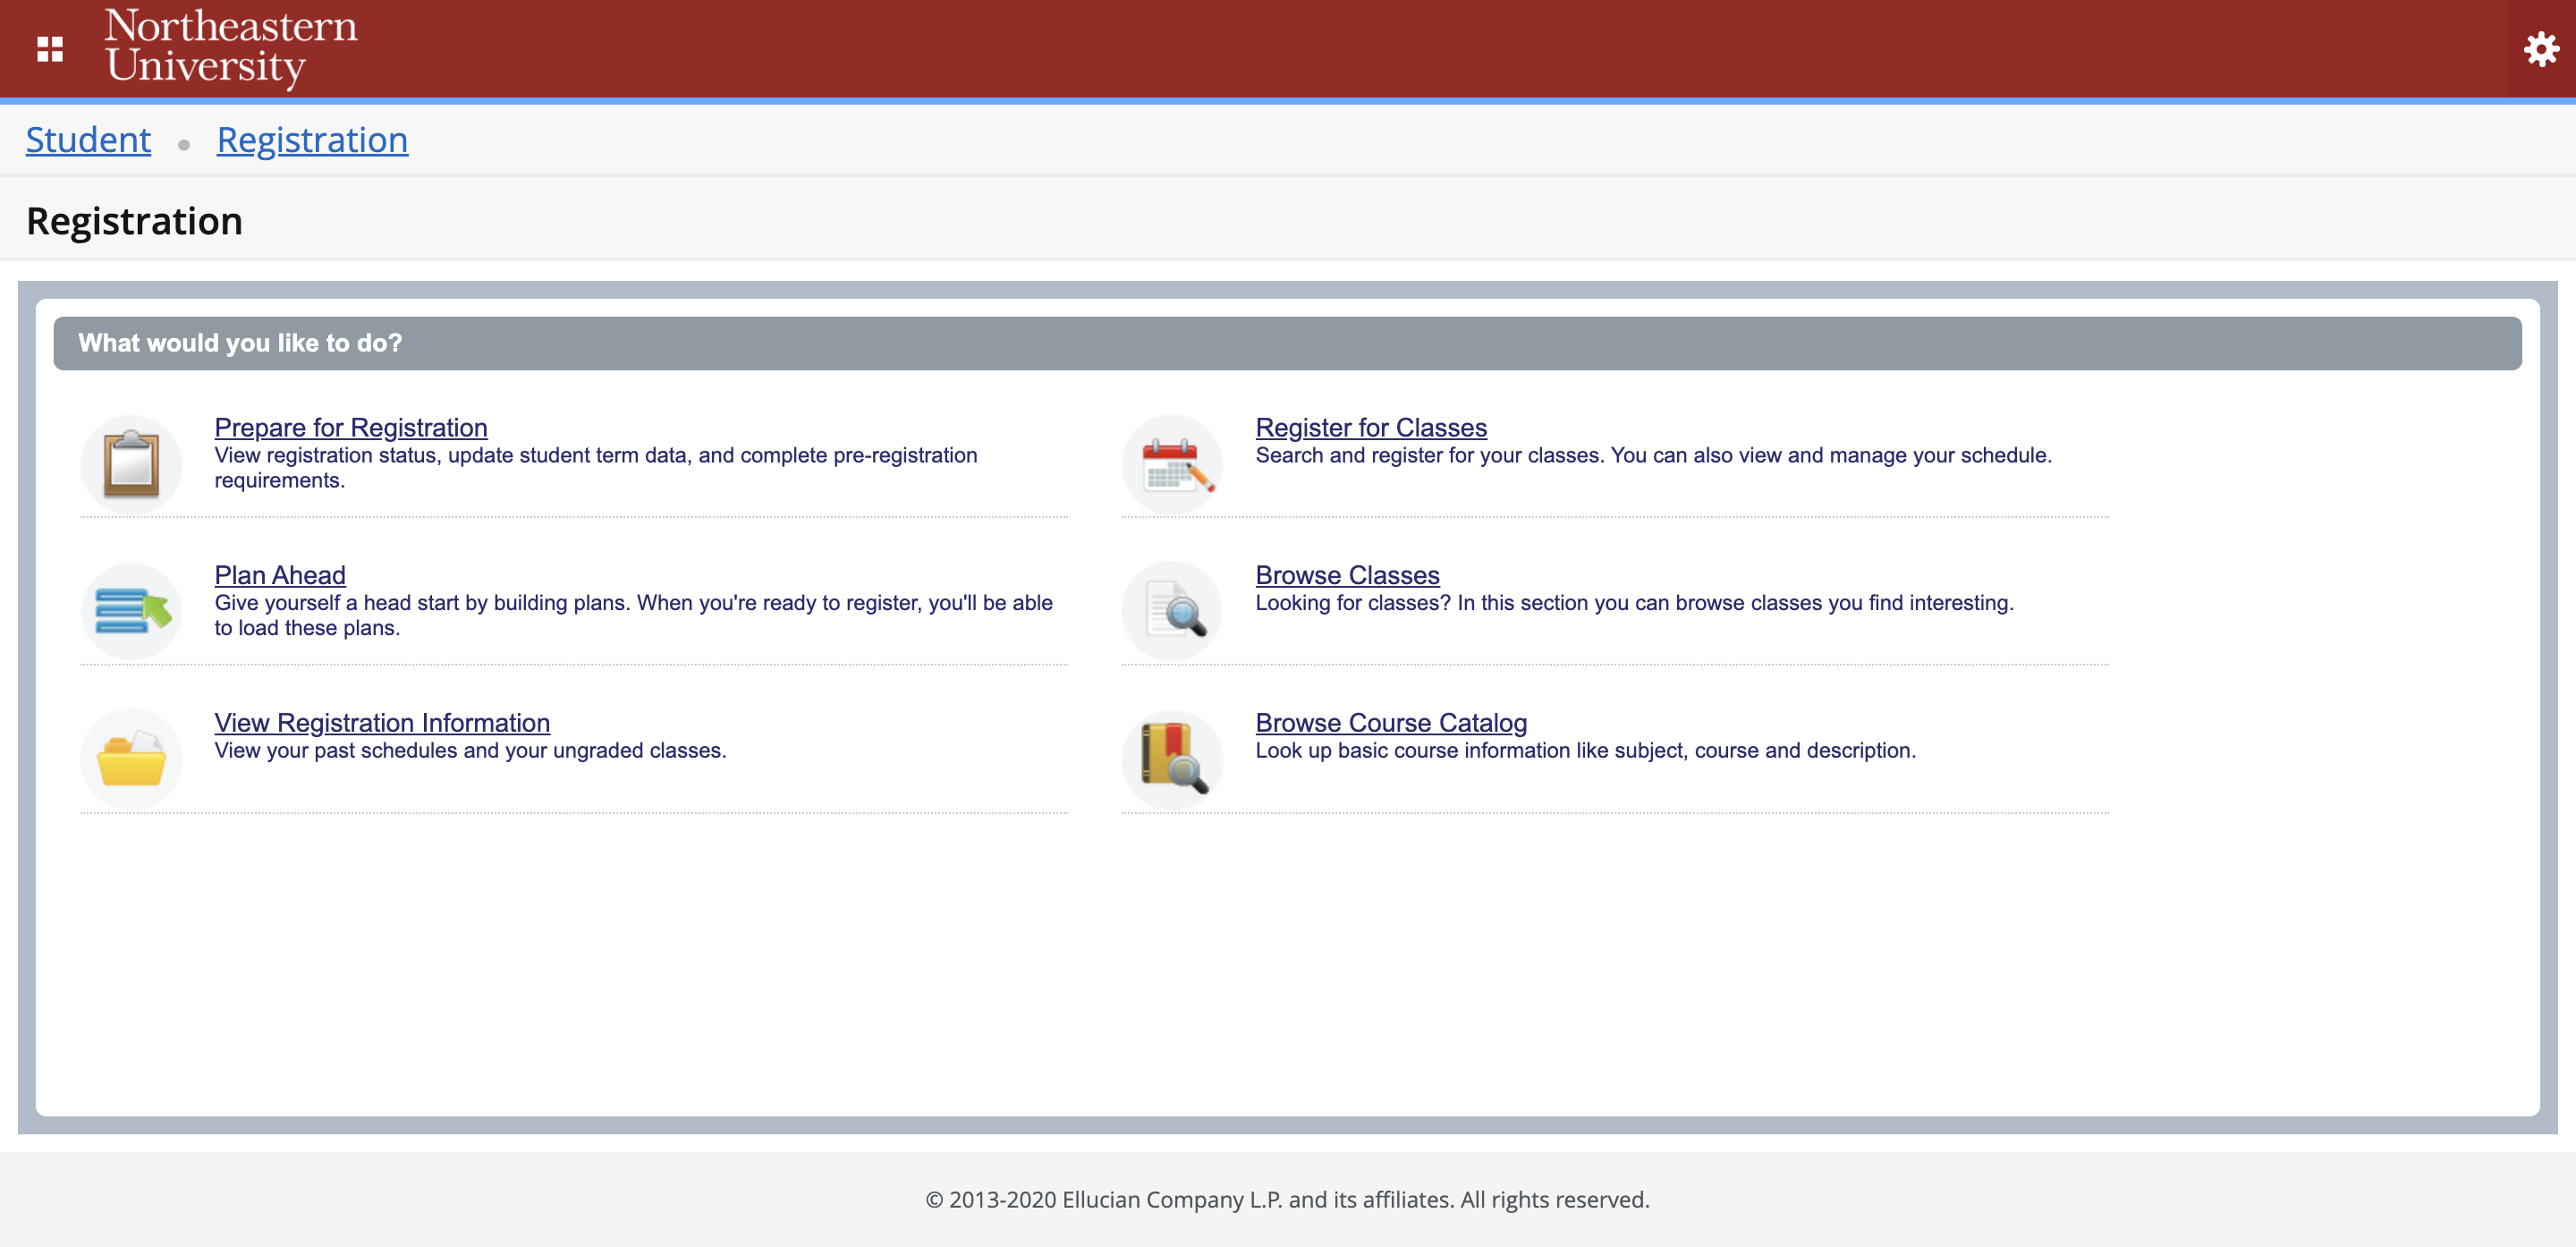 Northeastern
University
Student
Registration
Registration
What would you like to do?
Prepare for Registration
View registration status, update student term data, and complete pre-registration
requirements.
Register for Classes
Search and register for your classes. You can also view and manage your schedule.
Plan Ahead
Give yourself a head start by building plans. When you're ready to register, you'll be able
to load these plans.
Browse Classes
Looking for classes? In this section you can browse classes you find interesting.
View Registration Information
View your past schedules and your ungraded classes.
Browse Course Catalog
Look up basic course information like subject, course and description.
© 2013-2020 Ellucian Company L.P. and its affiliates. All rights reserved.